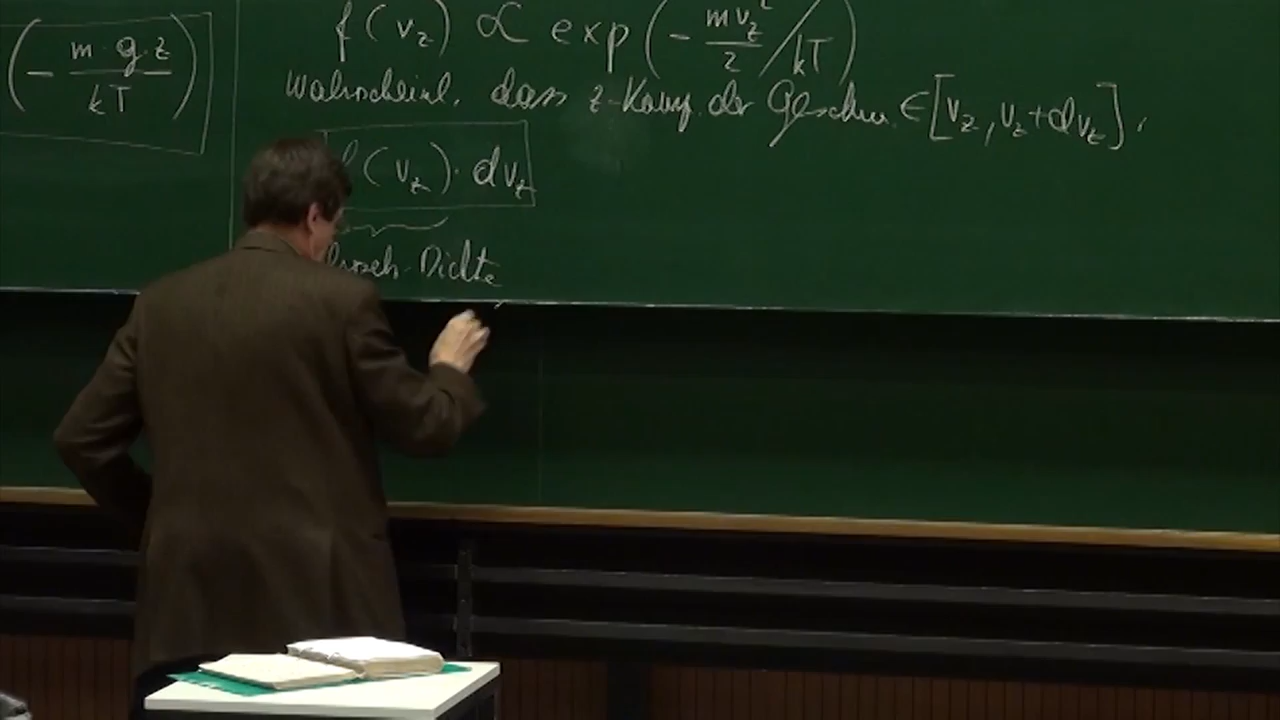 (- m·g·z / kT)
f(v_z) ∝ exp(- m v_z² / 2 / kT)
Wahrscheinl. dass z-Komp. der Geschw. ∈ [v_z, v_z + dv_z],
f(v_z)·dv_z
Dichte